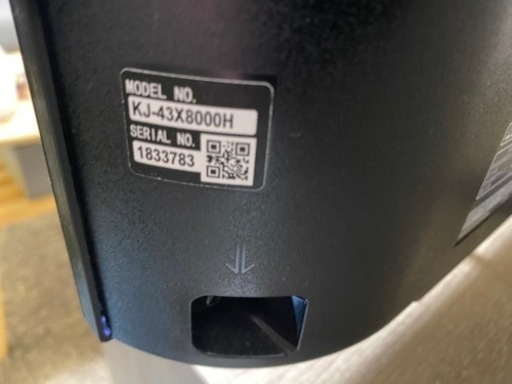 MODEL NO.
KJ-43X8000H
SERIAL NO.
1833783